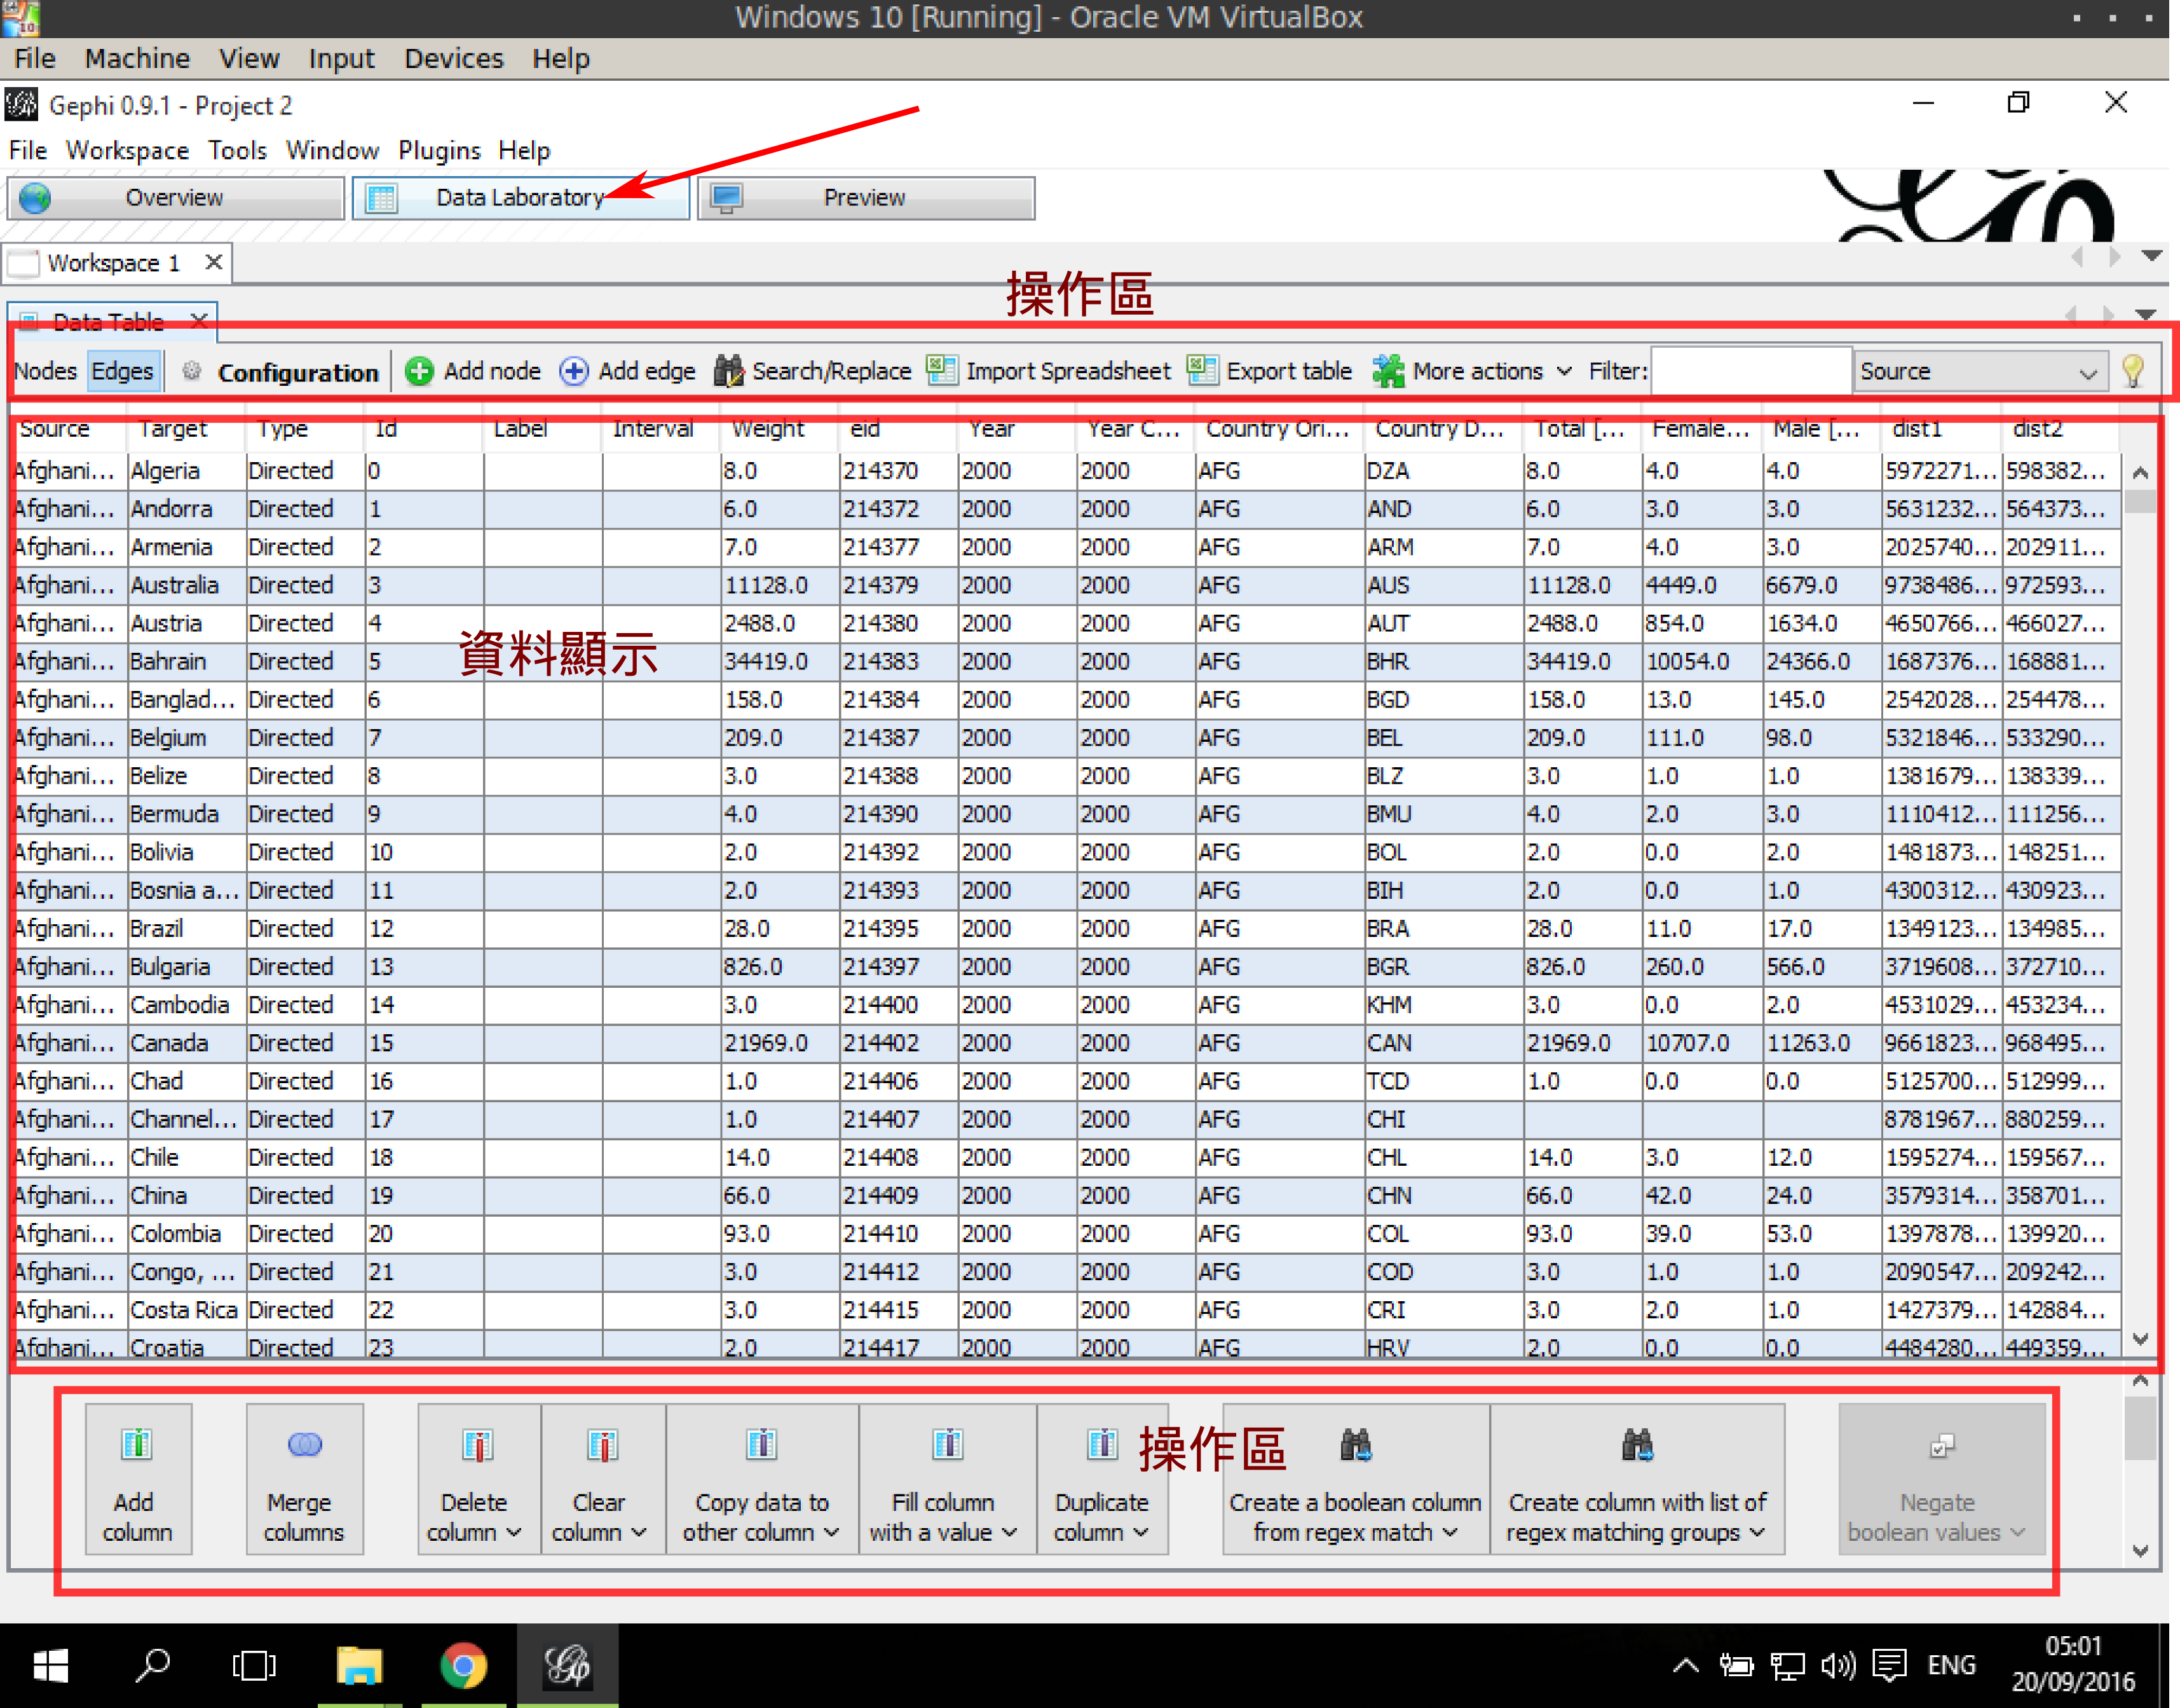 Windows 10 [Running] - Oracle VM VirtualBox
File Machine View Input Devices Help
Gephi 0.9.1 - Project 2
File Workspace Tools Window Plugins Help
Overview Data Laboratory Preview
Workspace 1
操作區
Data Table
Nodes Edges Configuration Add node Add edge Search/Replace Import Spreadsheet Export table More actions Filter: Source
Source Target Type Id Label Interval Weight eid Year Year C... Country Ori... Country D... Total [... Female... Male [... dist1 dist2
Afghani... Algeria Directed 0 8.0 214370 2000 2000 AFG DZA 8.0 4.0 4.0 5972271... 598382...
Afghani... Andorra Directed 1 6.0 214372 2000 2000 AFG AND 6.0 3.0 3.0 5631232... 564373...
Afghani... Armenia Directed 2 7.0 214377 2000 2000 AFG ARM 7.0 4.0 3.0 2025740... 202911...
Afghani... Australia Directed 3 11128.0 214379 2000 2000 AFG AUS 11128.0 4449.0 6679.0 9738486... 972593...
Afghani... Austria Directed 4 2488.0 214380 2000 2000 AFG AUT 2488.0 854.0 1634.0 4650766... 466027...
資料顯示
Afghani... Bahrain Directed 5 34419.0 214383 2000 2000 AFG BHR 34419.0 10054.0 24366.0 1687376... 168881...
Afghani... Banglad... Directed 6 158.0 214384 2000 2000 AFG BGD 158.0 13.0 145.0 2542028... 254478...
Afghani... Belgium Directed 7 209.0 214387 2000 2000 AFG BEL 209.0 111.0 98.0 5321846... 533290...
Afghani... Belize Directed 8 3.0 214388 2000 2000 AFG BLZ 3.0 1.0 1.0 1381679... 138339...
Afghani... Bermuda Directed 9 4.0 214390 2000 2000 AFG BMU 4.0 2.0 3.0 1110412... 111256...
Afghani... Bolivia Directed 10 2.0 214392 2000 2000 AFG BOL 2.0 0.0 2.0 1481873... 148251...
Afghani... Bosnia a... Directed 11 2.0 214393 2000 2000 AFG BIH 2.0 0.0 1.0 4300312... 430923...
Afghani... Brazil Directed 12 28.0 214395 2000 2000 AFG BRA 28.0 11.0 17.0 1349123... 134985...
Afghani... Bulgaria Directed 13 826.0 214397 2000 2000 AFG BGR 826.0 260.0 566.0 3719608... 372710...
Afghani... Cambodia Directed 14 3.0 214400 2000 2000 AFG KHM 3.0 0.0 2.0 4531029... 453234...
Afghani... Canada Directed 15 21969.0 214402 2000 2000 AFG CAN 21969.0 10707.0 11263.0 9661823... 968495...
Afghani... Chad Directed 16 1.0 214406 2000 2000 AFG TCD 1.0 0.0 0.0 5125700... 512999...
Afghani... Channel... Directed 17 1.0 214407 2000 2000 AFG CHI 8781967... 880259...
Afghani... Chile Directed 18 14.0 214408 2000 2000 AFG CHL 14.0 3.0 12.0 1595274... 159567...
Afghani... China Directed 19 66.0 214409 2000 2000 AFG CHN 66.0 42.0 24.0 3579314... 358701...
Afghani... Colombia Directed 20 93.0 214410 2000 2000 AFG COL 93.0 39.0 53.0 1397878... 139920...
Afghani... Congo, ... Directed 21 3.0 214412 2000 2000 AFG COD 3.0 1.0 1.0 2090547... 209242...
Afghani... Costa Rica Directed 22 3.0 214415 2000 2000 AFG CRI 3.0 2.0 1.0 1427379... 142884...
Afghani... Croatia Directed 23 2.0 214417 2000 2000 AFG HRV 2.0 0.0 0.0 4484280... 449359...
操作區
Add column
Merge columns
Delete column
Clear column
Copy data to other column
Fill column with a value
Duplicate column
Create a boolean column from regex match
Create column with list of regex matching groups
Negate boolean values
ENG
05:01
20/09/2016